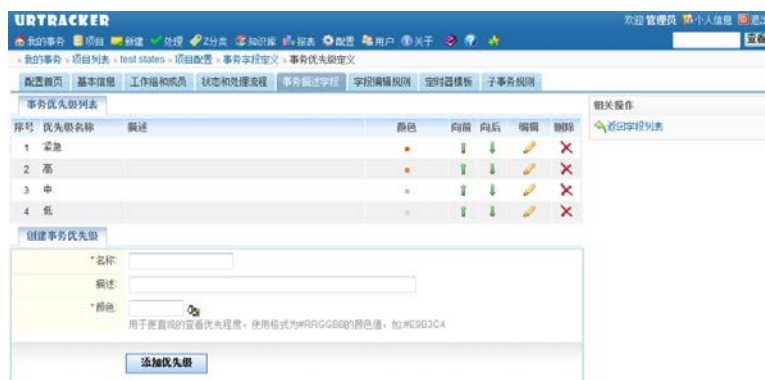 URTRACKER
欢迎 管理员 个人信息 退出
我的事务 项目 新建 处理 Z分类 知识库 报表 配置 用户 关于
查看
我的事务 » 项目列表 » test states » 项目配置 » 事务字段定义 » 事务优先级定义
配置首页 基本信息 工作组和成员 状态和处理流程 事务描述字段 字段编辑规则 定时器模板 子事务规则
事务优先级列表
相关操作
序号 优先级名称 描述 颜色 向前 向后 编辑 删除
返回字段列表
1 紧急
2 高
3 中
4 低
创建事务优先级
*名称:
描述:
*颜色:
用于更直观的查看优先程度。使用格式为#RRGGBB的颜色值。如:#E9B3C4
添加优先级